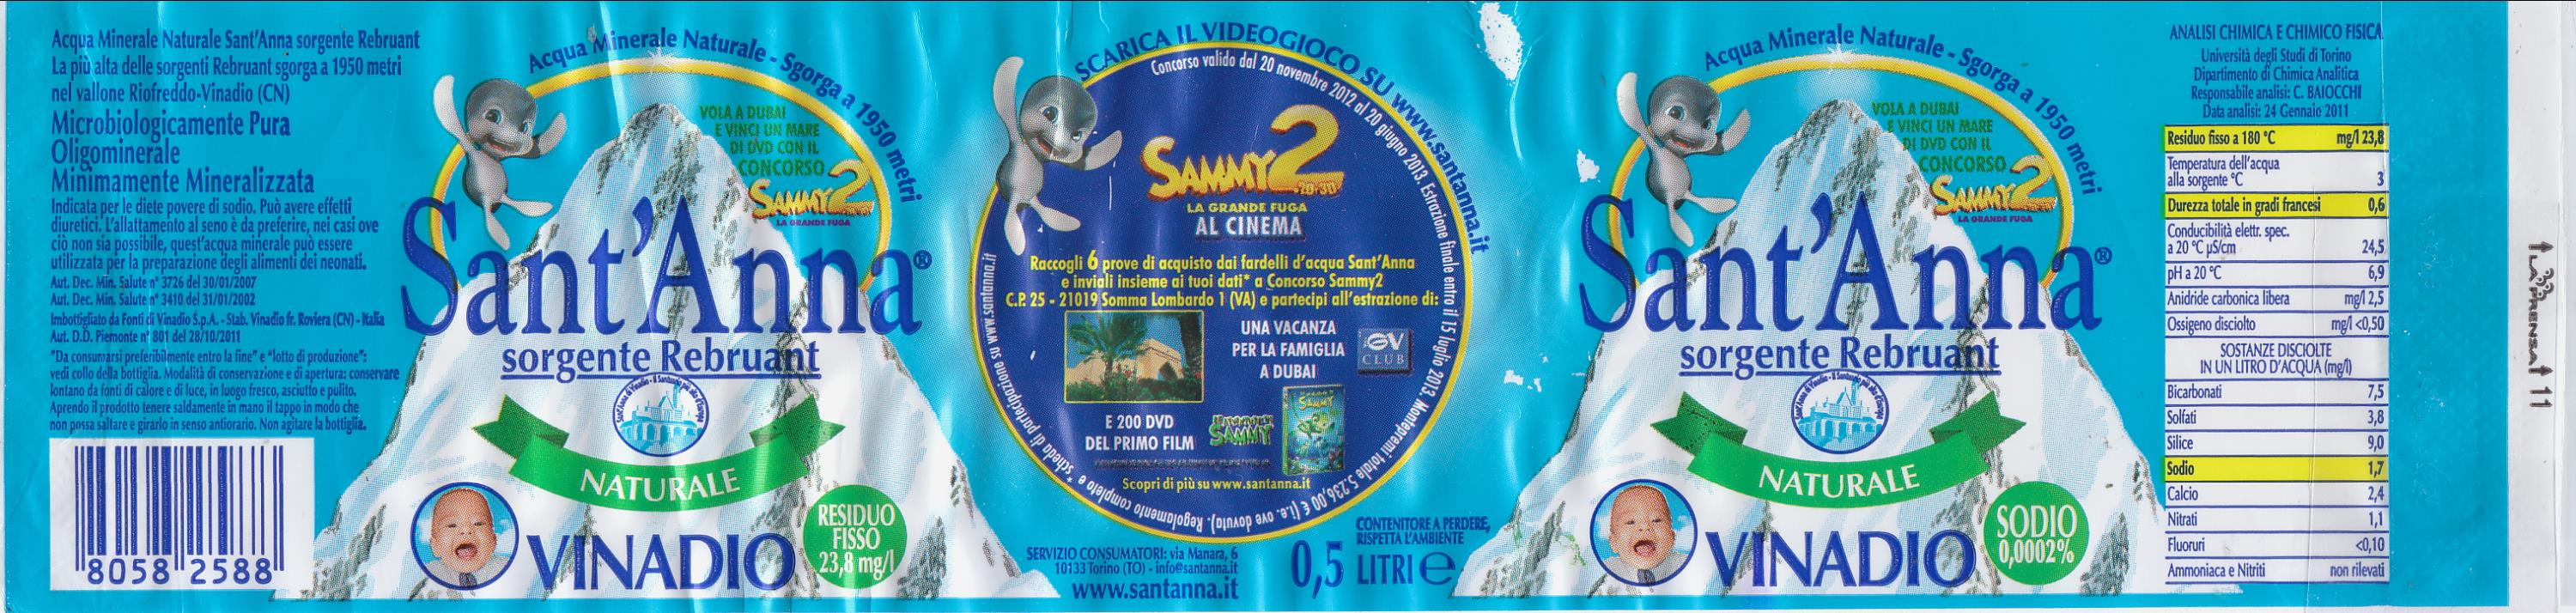 Acqua Minerale Naturale Sant'Anna sorgente Rebruant
La più alta delle sorgenti Rebruant sgorga a 1950 metri
nel vallone Riofreddo-Vinadio (CN)
Microbiologicamente Pura
Oligominerale
Minimamente Mineralizzata
Indicata per le diete povere di sodio. Può avere effetti
diuretici. L'allattamento al seno è da preferire, nei casi ove
ciò non sia possibile, quest'acqua minerale può essere
utilizzata per la preparazione degli alimenti dei neonati.
Aut. Dec. Min. Salute n° 3726 del 30/01/2007
Aut. Dec. Min. Salute n° 3410 del 31/01/2002
Imbottigliato da Fonti di Vinadio S.p.A. - Stab. Vinadio fr. Roviera (CN) - Italia
Aut. D.D. Piemonte n° 801 del 28/10/2011
"Da consumarsi preferibilmente entro la fine" e "lotto di produzione":
vedi collo della bottiglia. Modalità di conservazione e di apertura: conservare
lontano da fonti di calore e di luce, in luogo fresco, asciutto e pulito.
Aprendo il prodotto tenere saldamente in mano il tappo in modo che
non possa saltare e girarlo in senso antiorario. Non agitare la bottiglia.
8058 2588
Acqua Minerale Naturale - Sgorga a 1950 metri
VOLA A DUBAI
E VINCI UN MARE
DI DVD CON IL
CONCORSO
SAMMY 2
LA GRANDE FUGA
Sant'Anna®
sorgente Rebruant
NATURALE
VINADIO
RESIDUO
FISSO
23,8 mg/l
SCARICA IL VIDEOGIOCO SU www.santanna.it
Concorso valido dal 20 novembre 2012 al 20 giugno 2013. Estrazione finale entro il 15 luglio 2013. Montepremi totale 5.236,00 € (i.e. ove dovuta). Regolamento completo e *scheda di partecipazione su www.santanna.it
SAMMY 2
LA GRANDE FUGA
AL CINEMA
Raccogli 6 prove di acquisto dai fardelli d'acqua Sant'Anna
e inviali insieme ai tuoi dati* a Concorso Sammy2
C.P. 25 - 21019 Somma Lombardo 1 (VA) e partecipi all'estrazione di:
UNA VACANZA
PER LA FAMIGLIA
A DUBAI
GV
CLUB
E 200 DVD
DEL PRIMO FILM
SAMMY
SAMMY
Scopri di più su www.santanna.it
SERVIZIO CONSUMATORI: via Manara, 6
10133 Torino (TO) - info@santanna.it
www.santanna.it
CONTENITORE A PERDERE,
RISPETTA L'AMBIENTE
0,5 LITRI e
Acqua Minerale Naturale - Sgorga a 1950 metri
VOLA A DUBAI
E VINCI UN MARE
DI DVD CON IL
CONCORSO
SAMMY 2
LA GRANDE FUGA
Sant'Anna®
sorgente Rebruant
NATURALE
VINADIO
SODIO
0,0002%
ANALISI CHIMICA E CHIMICO FISICA
Università degli Studi di Torino
Dipartimento di Chimica Analitica
Responsabile analisi: C. BAIOCCHI
Data analisi: 24 Gennaio 2011
Residuo fisso a 180 °C mg/l 23,8
Temperatura dell'acqua
alla sorgente °C 3
Durezza totale in gradi francesi 0,6
Conducibilità elettr. spec.
a 20 °C µS/cm 24,5
pH a 20 °C 6,9
Anidride carbonica libera mg/l 2,5
Ossigeno disciolto mg/l <0,50
SOSTANZE DISCIOLTE
IN UN LITRO D'ACQUA (mg/l)
Bicarbonati 7,5
Solfati 3,8
Silice 9,0
Sodio 1,7
Calcio 2,4
Nitrati 1,1
Fluoruri <0,10
Ammoniaca e Nitriti non rilevati